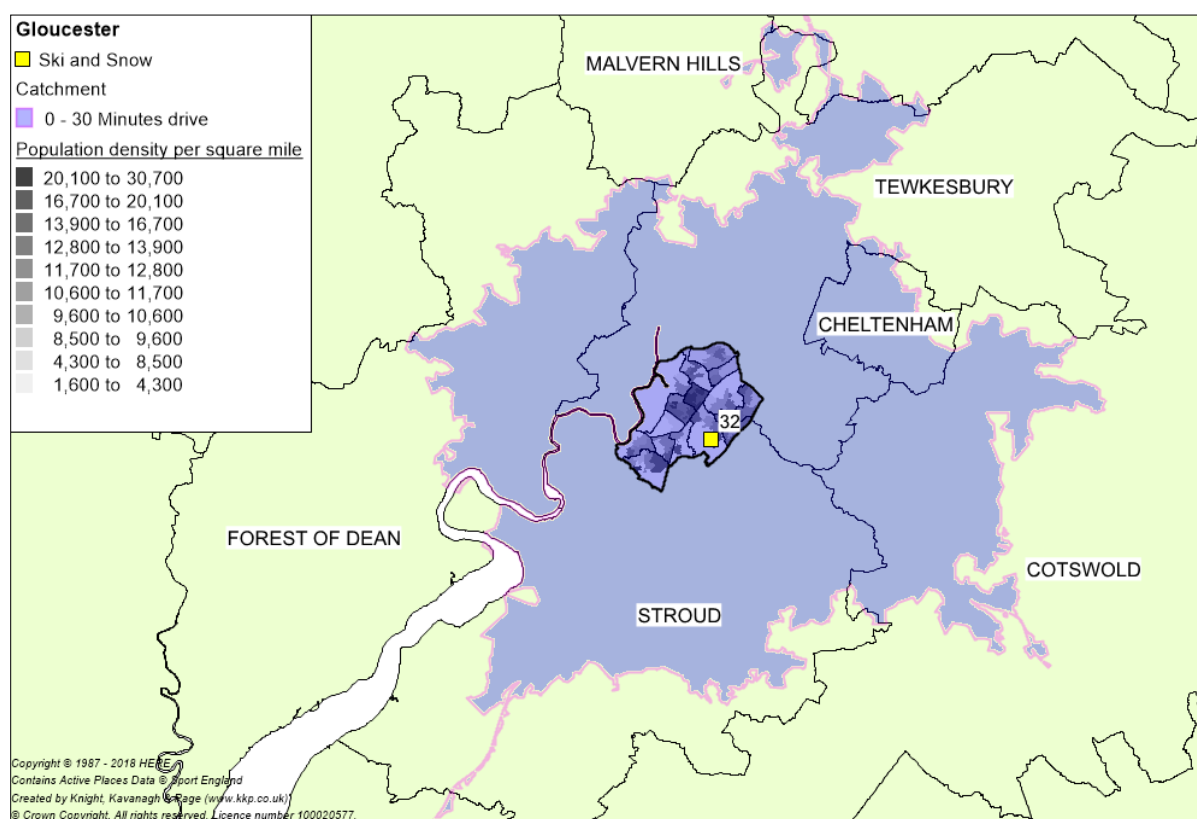 Gloucester
Ski and Snow
Catchment
0 - 30 Minutes drive
Population density per square mile
20,100 to 30,700
16,700 to 20,100
13,900 to 16,700
12,800 to 13,900
11,700 to 12,800
10,600 to 11,700
9,600 to 10,600
8,500 to 9,600
4,300 to 8,500
1,600 to 4,300
MALVERN HILLS
TEWKESBURY
CHELTENHAM
32
FOREST OF DEAN
COTSWOLD
STROUD
Copyright © 1987 - 2018 HERE
Contains Active Places Data © Sport England
Created by Knight, Kavanagh & Page (www.kkp.co.uk)
© Crown Copyright. All rights reserved. Licence number 100020577.